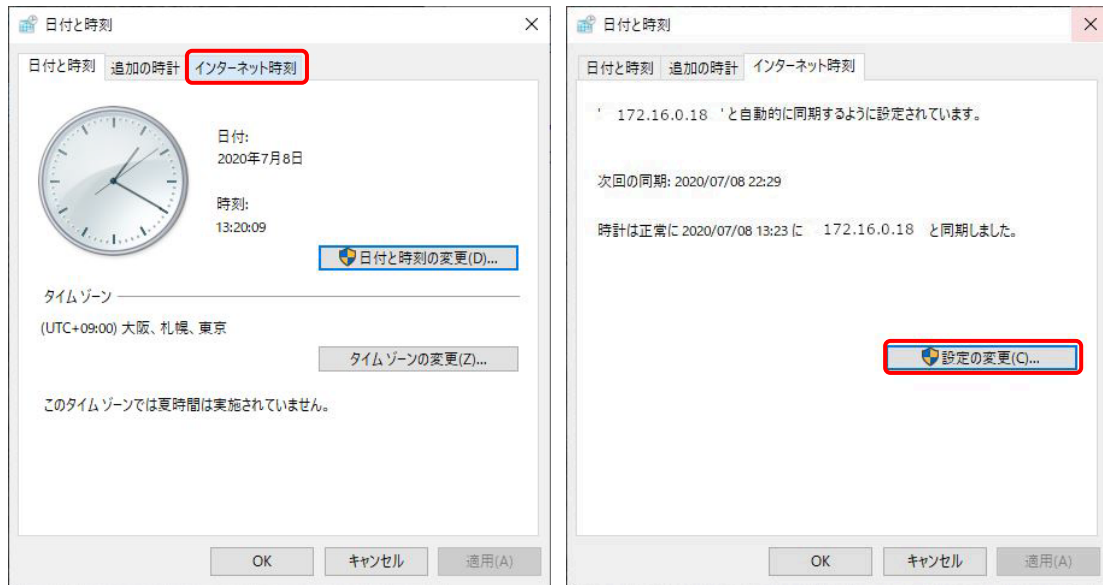 日付と時刻
日付と時刻 追加の時計 インターネット時刻
日付:
2020年7月8日
時刻:
13:20:09
日付と時刻の変更(D)...
タイム ゾーン
(UTC+09:00) 大阪、札幌、東京
タイム ゾーンの変更(Z)...
このタイム ゾーンでは夏時間は実施されていません。
OK キャンセル 適用(A)
日付と時刻
日付と時刻 追加の時計 インターネット時刻
' 172.16.0.18 'と自動的に同期するように設定されています。
次回の同期: 2020/07/08 22:29
時計は正常に 2020/07/08 13:23 に 172.16.0.18 と同期しました。
設定の変更(C)...
OK キャンセル 適用(A)